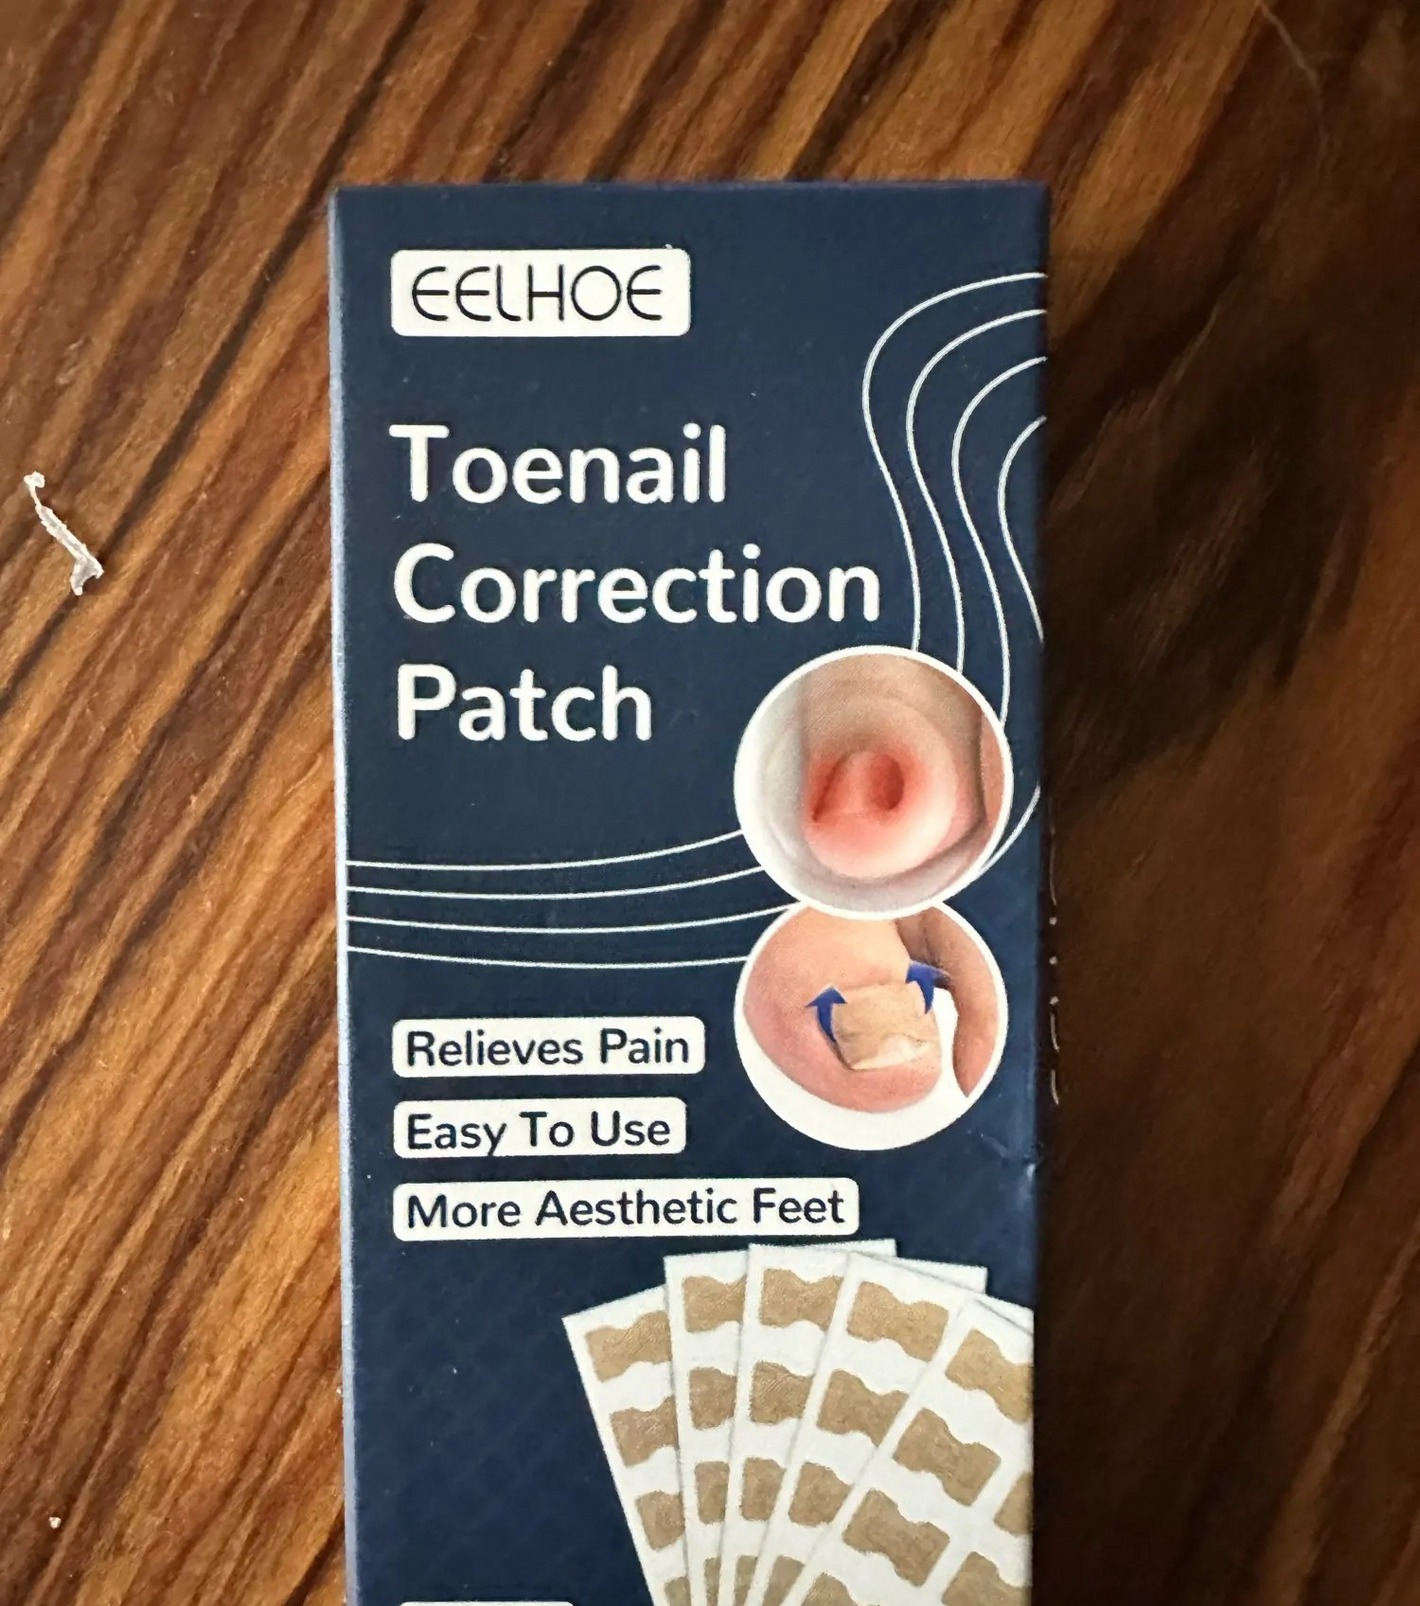 EELHOE
Toenail
Correction
Patch
Relieves Pain
Easy To Use
More Aesthetic Feet